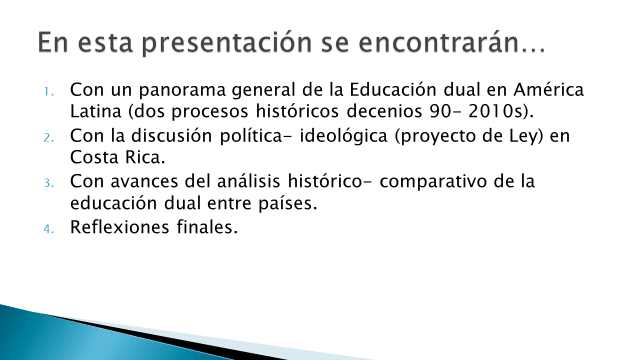 En esta presentación se encontrarán…
1. Con un panorama general de la Educación dual en América
Latina (dos procesos históricos decenios 90- 2010s).
2. Con la discusión política- ideológica (proyecto de Ley) en
Costa Rica.
3. Con avances del análisis histórico- comparativo de la
educación dual entre países.
4. Reflexiones finales.